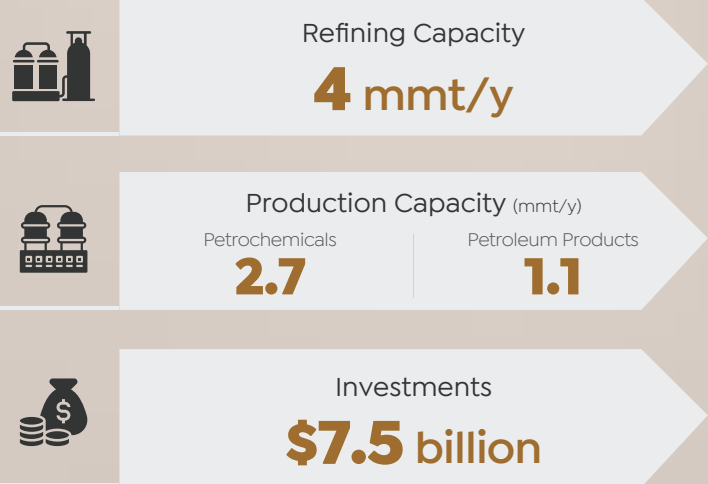 Refining Capacity
4 mmt/y
Production Capacity (mmt/y)
Petrochemicals
2.7
Petroleum Products
1.1
$
Investments
$7.5 billion